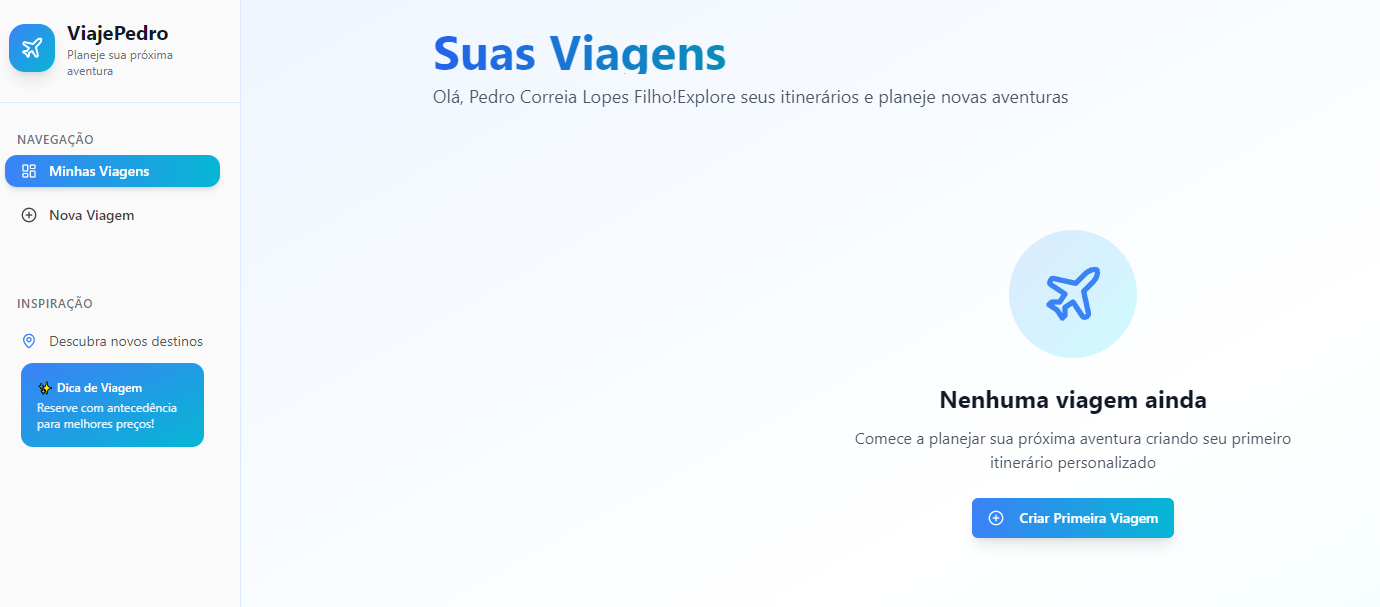 ViajePedro
Planeje sua próxima
aventura
NAVEGAÇÃO
Minhas Viagens
Nova Viagem
INSPIRAÇÃO
Descubra novos destinos
✨ Dica de Viagem
Reserve com antecedência
para melhores preços!
Suas Viagens
Olá, Pedro Correia Lopes Filho!Explore seus itinerários e planeje novas aventuras
Nenhuma viagem ainda
Comece a planejar sua próxima aventura criando seu primeiro
itinerário personalizado
Criar Primeira Viagem